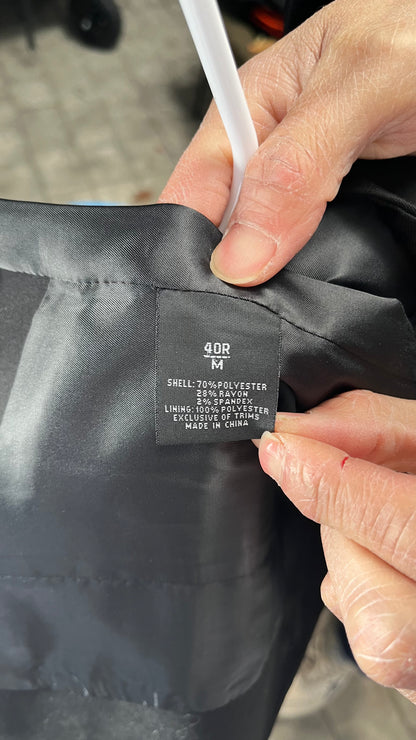 40R
M
SHELL: 70% POLYESTER
28% RAYON
2% SPANDEX
LINING: 100% POLYESTER
EXCLUSIVE OF TRIMS
MADE IN CHINA